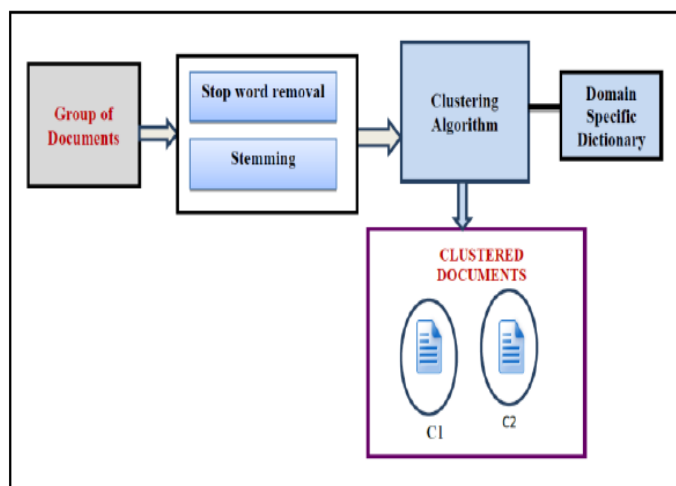 Group of
Documents
Stop word removal
Stemming
Clustering
Algorithm
Domain
Specific
Dictionary
CLUSTERED
DOCUMENTS
C1
C2